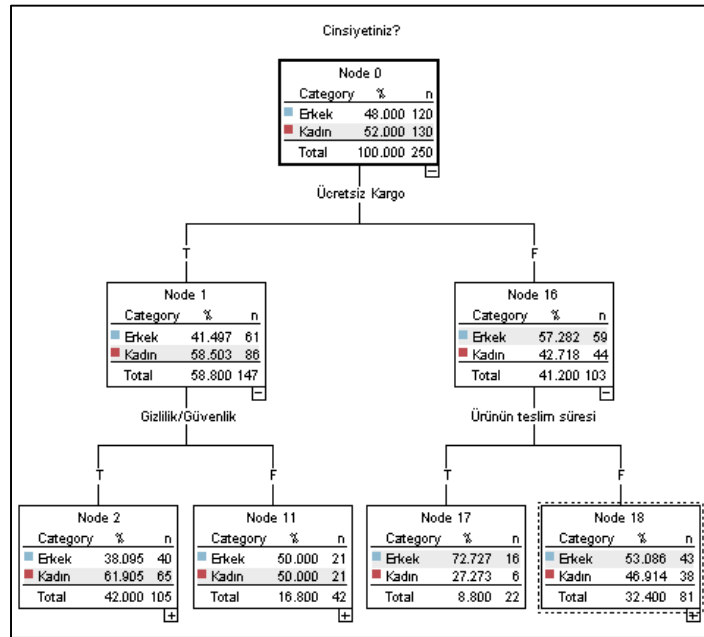 Cinsiyetiniz?
Node 0
Category % n
Erkek 48.000 120
Kadın 52.000 130
Total 100.000 250
Ücretsiz Kargo
T F
Node 1
Category % n
Erkek 41.497 61
Kadın 58.503 86
Total 58.800 147
Node 16
Category % n
Erkek 57.282 59
Kadın 42.718 44
Total 41.200 103
Gizlilik/Güvenlik
Ürünün teslim süresi
T F T F
Node 2
Category % n
Erkek 38.095 40
Kadın 61.905 65
Total 42.000 105
Node 11
Category % n
Erkek 50.000 21
Kadın 50.000 21
Total 16.800 42
Node 17
Category % n
Erkek 72.727 16
Kadın 27.273 6
Total 8.800 22
Node 18
Category % n
Erkek 53.086 43
Kadın 46.914 38
Total 32.400 81